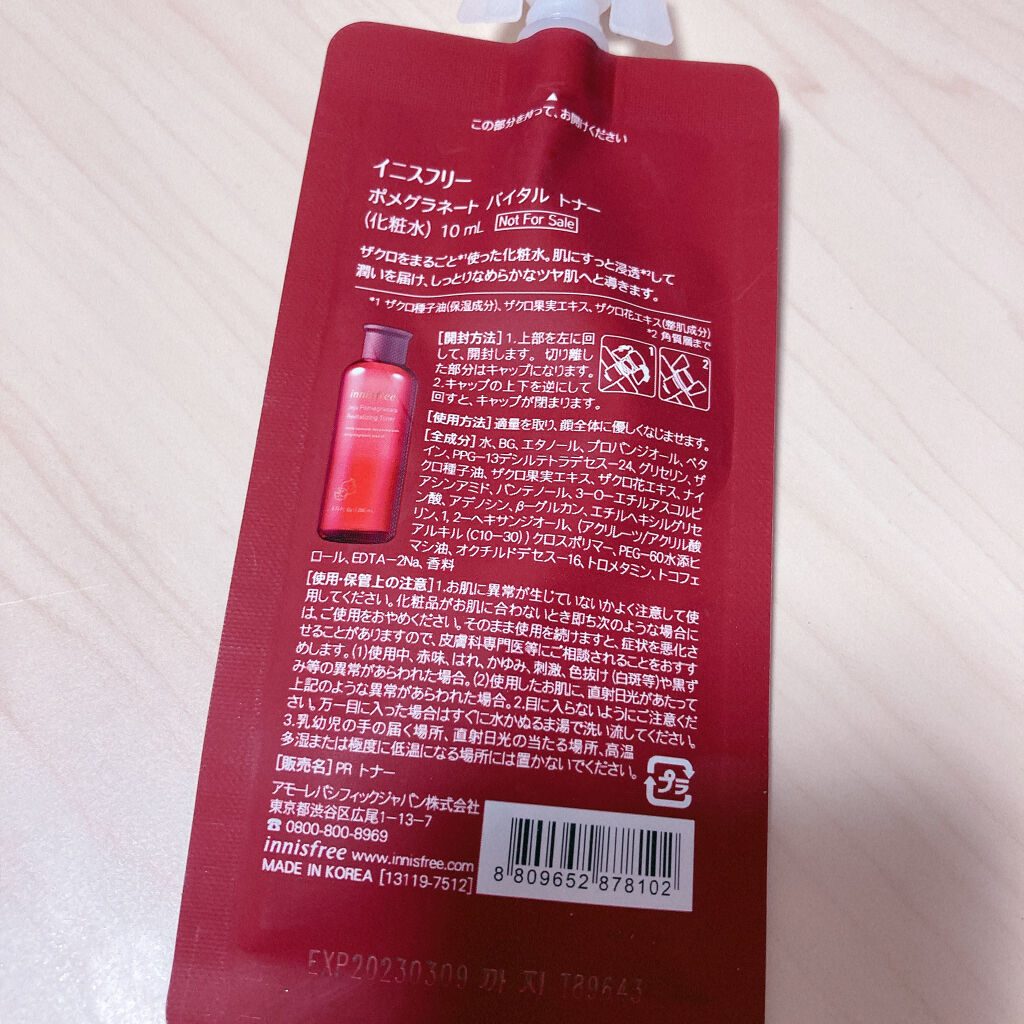 この部分を持って、お開けください
イニスフリー
ポメグラネート バイタル トナー
(化粧水) 10 mL Not For Sale
ザクロをまるごと*¹使った化粧水。肌にすっと浸透*²して
潤いを届け、しっとりなめらかなツヤ肌へと導きます。
*1 ザクロ種子油(保湿成分)、ザクロ果実エキス、ザクロ花エキス(整肌成分)
*2 角質層まで
[開封方法] 1.上部を左に回
して、開封します。 切り離し
た部分はキャップになります。
2.キャップの上下を逆にして
回すと、キャップが閉まります。
1
2
innisfree
Jeju Pomegranate
Revitalizing Toner
[使用方法] 適量を取り、顔全体に優しくなじませます。
[全成分] 水、BG、エタノール、プロパンジオール、ベタ
イン、PPG-13デシルテトラデセス-24、グリセリン、ザ
クロ種子油、ザクロ果実エキス、ザクロ花エキス、ナイ
アシンアミド、パンテノール、3-O-エチルアスコルビ
ン酸、アデノシン、β-グルカン、エチルヘキシルグリセ
リン、1,2-ヘキサンジオール、(アクリレーツ/アクリル酸
アルキル(C10-30))クロスポリマー、PEG-60水添ヒ
マシ油、オクチルドデセス-16、トロメタミン、トコフェ
ロール、EDTA-2Na、香料
[使用・保管上の注意] 1.お肌に異常が生じていないかよく注意して使
用してください。化粧品がお肌に合わないとき即ち次のような場合に
は、ご使用をおやめください。そのまま使用を続けますと、症状を悪化さ
せることがありますので、皮膚科専門医等にご相談されることをおすす
めします。(1)使用中、赤味、はれ、かゆみ、刺激、色抜け(白斑等)や黒ず
み等の異常があらわれた場合。(2)使用したお肌に、直射日光があたって
上記のような異常があらわれた場合。2.目に入らないようにご注意くだ
さい。万一目に入った場合はすぐに水かぬるま湯で洗い流してください。
3.乳幼児の手の届く場所、直射日光の当たる場所、高温
多湿または極度に低温になる場所には置かないでください。
プラ
[販売名] PR トナー
アモーレパシフィックジャパン株式会社
東京都渋谷区広尾1-13-7
☎ 0800-800-8969
innisfree www.innisfree.com
MADE IN KOREA [13119-7512]
8 809652 878102
EXP20230309 까지 T896A3